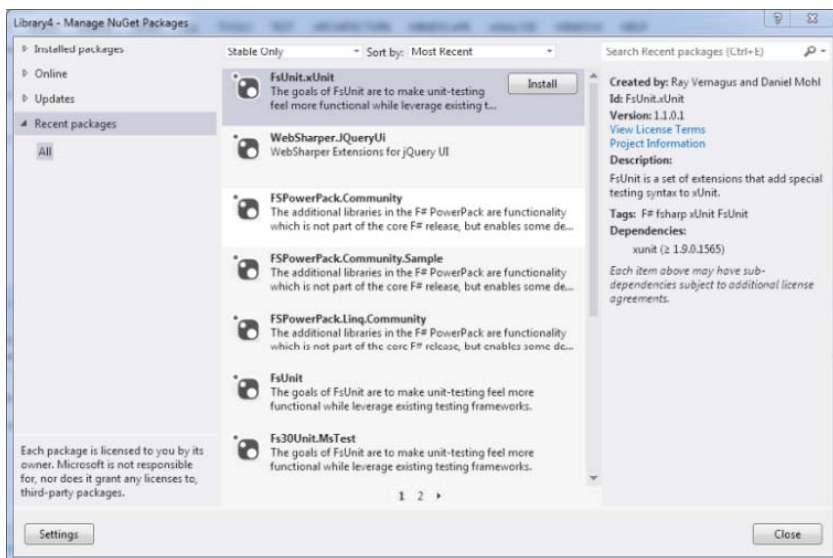 Library4 - Manage NuGet Packages
Installed packages
Online
Updates
Recent packages
All
Each package is licensed to you by its
owner. Microsoft is not responsible
for, nor does it grant any licenses to,
third-party packages.
Settings
Stable Only
Sort by: Most Recent
FsUnit.xUnit
The goals of FsUnit are to make unit-testing
feel more functional while leverage existing t...
Install
WebSharper.JQueryUi
WebSharper Extensions for jQuery UI
FSPowerPack.Community
The additional libraries in the F# PowerPack are functionality
which is not part of the core F# release, but enables some de...
FSPowerPack.Community.Sample
The additional libraries in the F# PowerPack are functionality
which is not part of the core F# release, but enables some de...
FSPowerPack.Linq.Community
The additional libraries in the F# PowerPack are functionality
which is not part of the core F# release, but enables some de...
FsUnit
The goals of FsUnit are to make unit-testing feel more
functional while leverage existing testing frameworks.
Fs30Unit.MsTest
The goals of FsUnit are to make unit-testing feel more
functional while leverage existing testing frameworks.
1 2
Search Recent packages (Ctrl+E)
Created by: Ray Vernagus and Daniel Mohl
Id: FsUnit.xUnit
Version: 1.1.0.1
View License Terms
Project Information
Description:
FsUnit is a set of extensions that add special
testing syntax to xUnit.
Tags: F# fsharp xUnit FsUnit
Dependencies:
xunit (≥ 1.9.0.1565)
Each item above may have sub-
dependencies subject to additional license
agreements.
Close